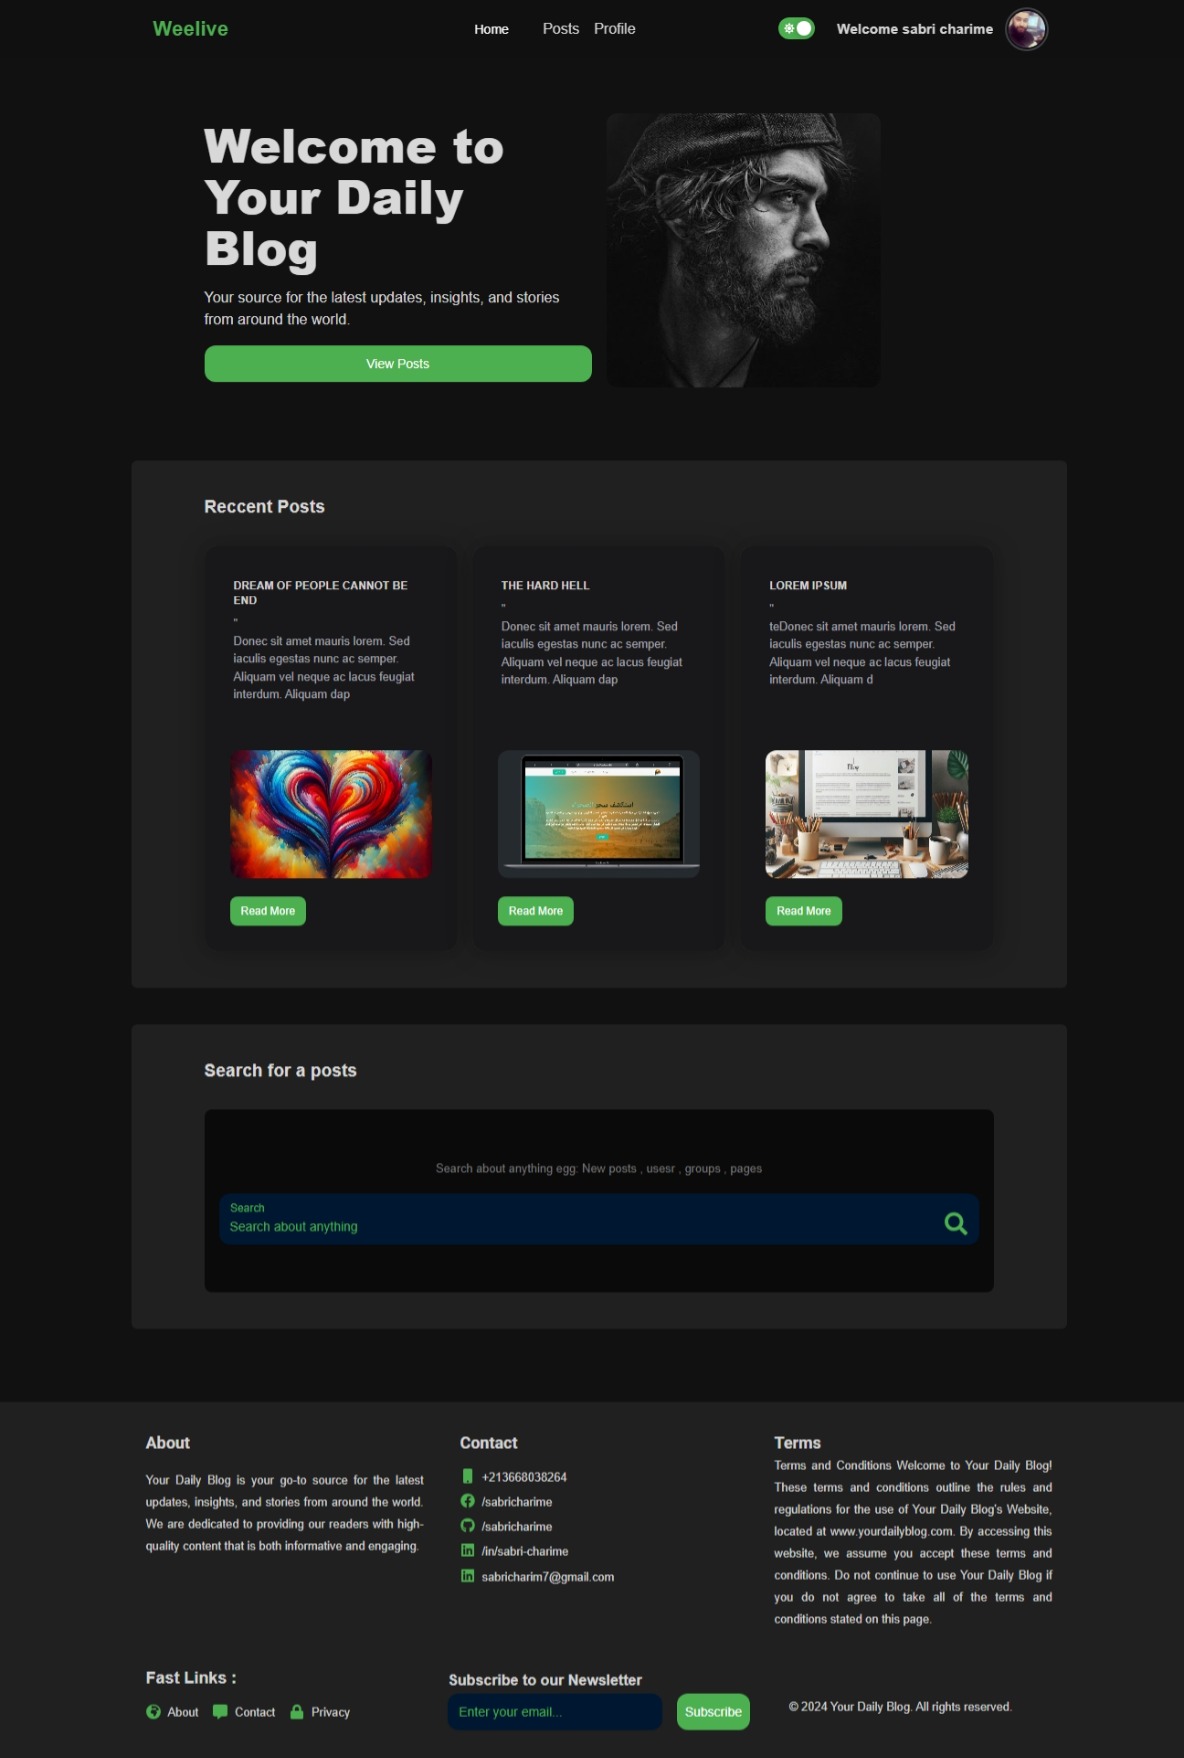 Weelive
Home Posts Profile
Welcome sabri charime
Welcome to
Your Daily
Blog
Your source for the latest updates, insights, and stories
from around the world.
View Posts
Reccent Posts
DREAM OF PEOPLE CANNOT BE
END
"
Donec sit amet mauris lorem. Sed
iaculis egestas nunc ac semper.
Aliquam vel neque ac lacus feugiat
interdum. Aliquam dap
Read More
THE HARD HELL
"
Donec sit amet mauris lorem. Sed
iaculis egestas nunc ac semper.
Aliquam vel neque ac lacus feugiat
interdum. Aliquam dap
Read More
LOREM IPSUM
"
teDonec sit amet mauris lorem. Sed
iaculis egestas nunc ac semper.
Aliquam vel neque ac lacus feugiat
interdum. Aliquam d
Read More
Search for a posts
Search about anything egg: New posts , usesr , groups , pages
Search
Search about anything
About
Your Daily Blog is your go-to source for the latest
updates, insights, and stories from around the world.
We are dedicated to providing our readers with high-
quality content that is both informative and engaging.
Contact
+213668038264
/sabricharime
/sabricharime
/in/sabri-charime
sabricharim7@gmail.com
Terms
Terms and Conditions Welcome to Your Daily Blog!
These terms and conditions outline the rules and
regulations for the use of Your Daily Blog's Website,
located at www.yourdailyblog.com. By accessing this
website, we assume you accept these terms and
conditions. Do not continue to use Your Daily Blog if
you do not agree to take all of the terms and
conditions stated on this page.
Fast Links :
About Contact Privacy
Subscribe to our Newsletter
Enter your email...
Subscribe
© 2024 Your Daily Blog. All rights reserved.